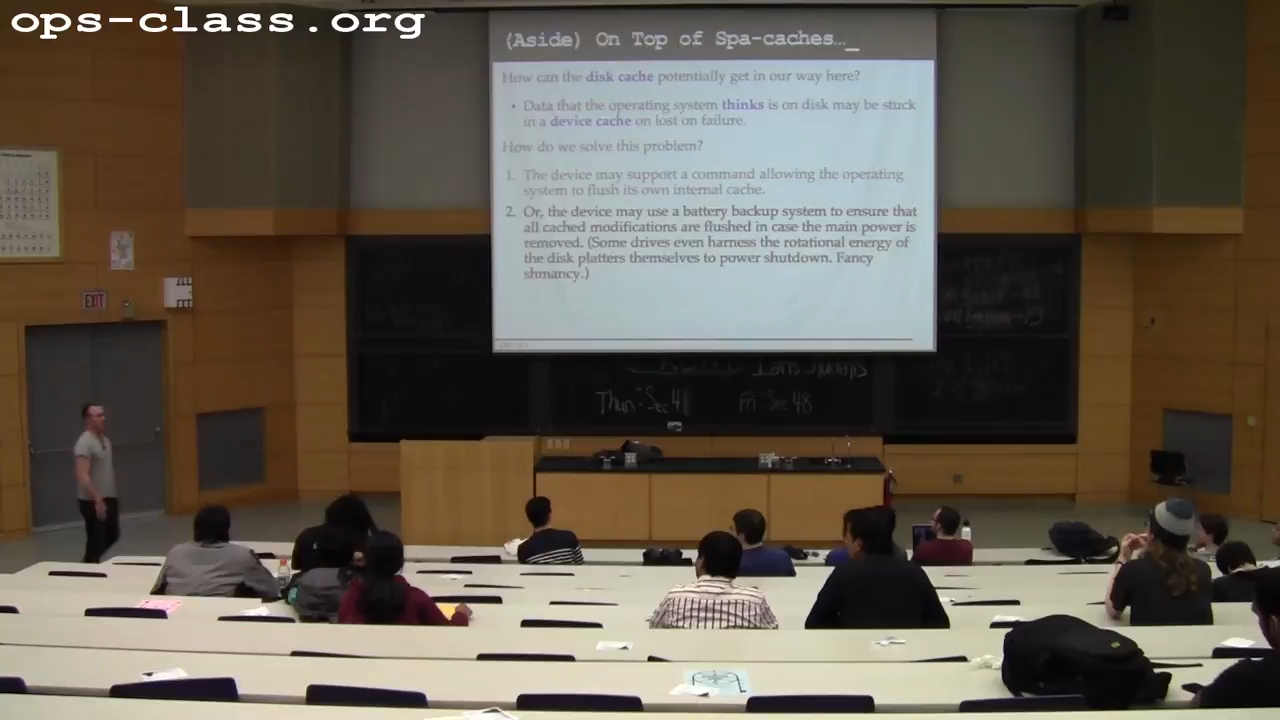 ops-class.org
(Aside) On Top of Spa-caches…_
How can the disk cache potentially get in our way here?
• Data that the operating system thinks is on disk may be stuck
in a device cache on lost on failure.
How do we solve this problem?
1. The device may support a command allowing the operating
system to flush its own internal cache.
2. Or, the device may use a battery backup system to ensure that
all cached modifications are flushed in case the main power is
removed. (Some drives even harness the rotational energy of
the disk platters themselves to power shutdown. Fancy
shmancy.)
EXIT
Thurs-Sec 41 Fri-Sec 48